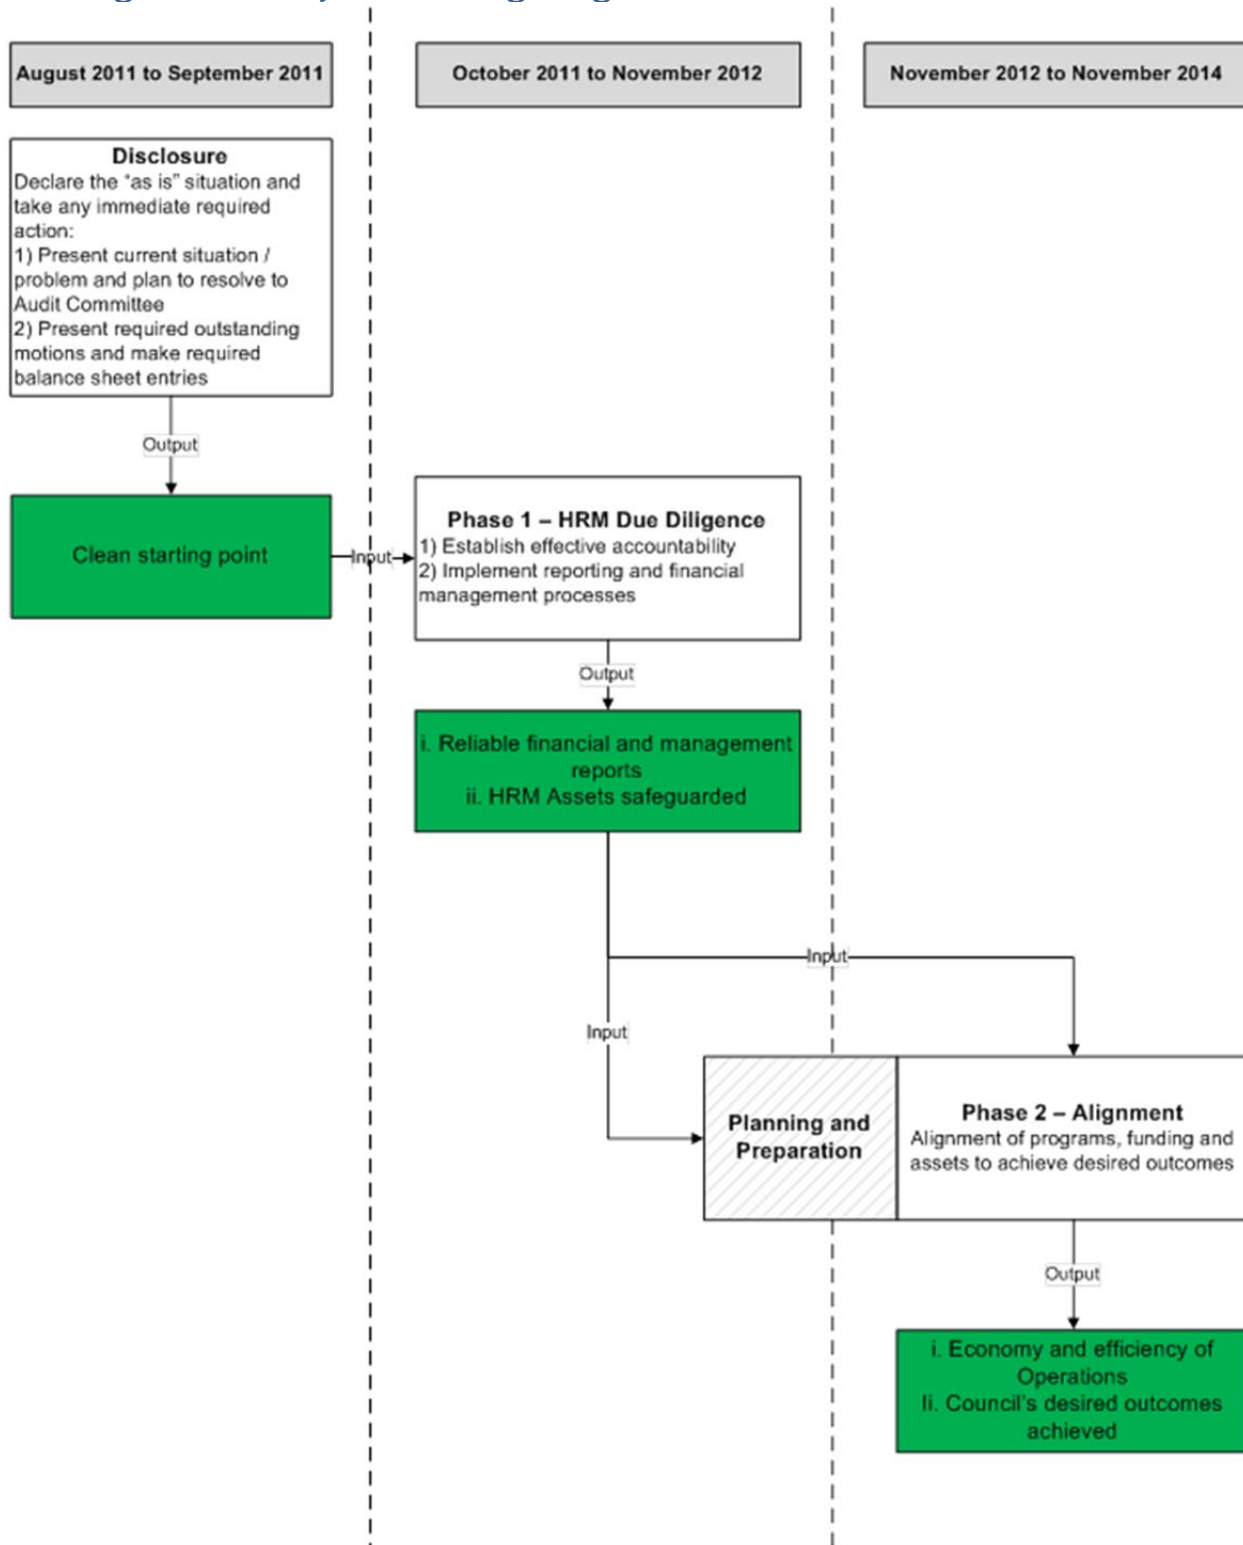 August 2011 to September 2011
October 2011 to November 2012
November 2012 to November 2014
Disclosure
Declare the "as is" situation and
take any immediate required
action:
1) Present current situation /
problem and plan to resolve to
Audit Committee
2) Present required outstanding
motions and make required
balance sheet entries
Output
Clean starting point
Input
Phase 1 – HRM Due Diligence
1) Establish effective accountability
2) Implement reporting and financial
management processes
Output
i. Reliable financial and management
reports
ii. HRM Assets safeguarded
Input
Input
Planning and
Preparation
Phase 2 – Alignment
Alignment of programs, funding and
assets to achieve desired outcomes
Output
i. Economy and efficiency of
Operations
Ii. Council's desired outcomes
achieved